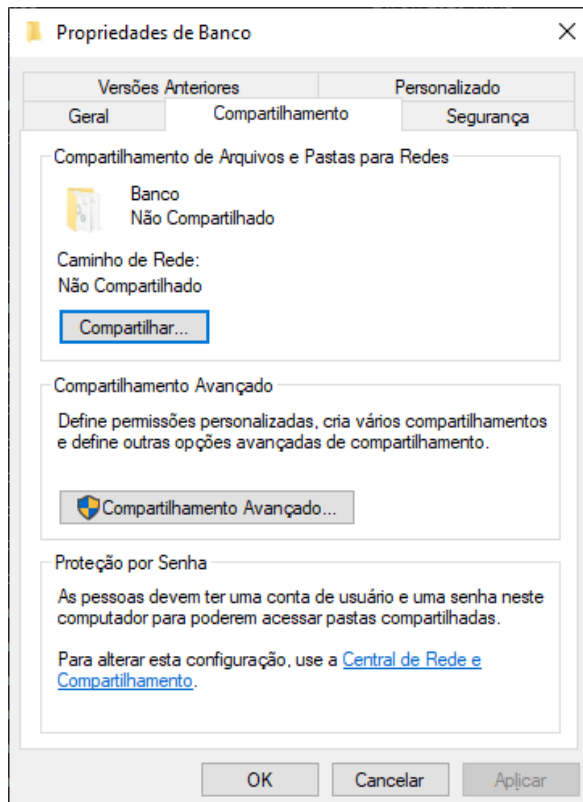 Propriedades de Banco
Versões Anteriores
Personalizado
Geral
Compartilhamento
Segurança
Compartilhamento de Arquivos e Pastas para Redes
Banco
Não Compartilhado
Caminho de Rede:
Não Compartilhado
Compartilhar...
Compartilhamento Avançado
Define permissões personalizadas, cria vários compartilhamentos
e define outras opções avançadas de compartilhamento.
Compartilhamento Avançado...
Proteção por Senha
As pessoas devem ter uma conta de usuário e uma senha neste
computador para poderem acessar pastas compartilhadas.
Para alterar esta configuração, use a Central de Rede e
Compartilhamento.
OK
Cancelar
Aplicar